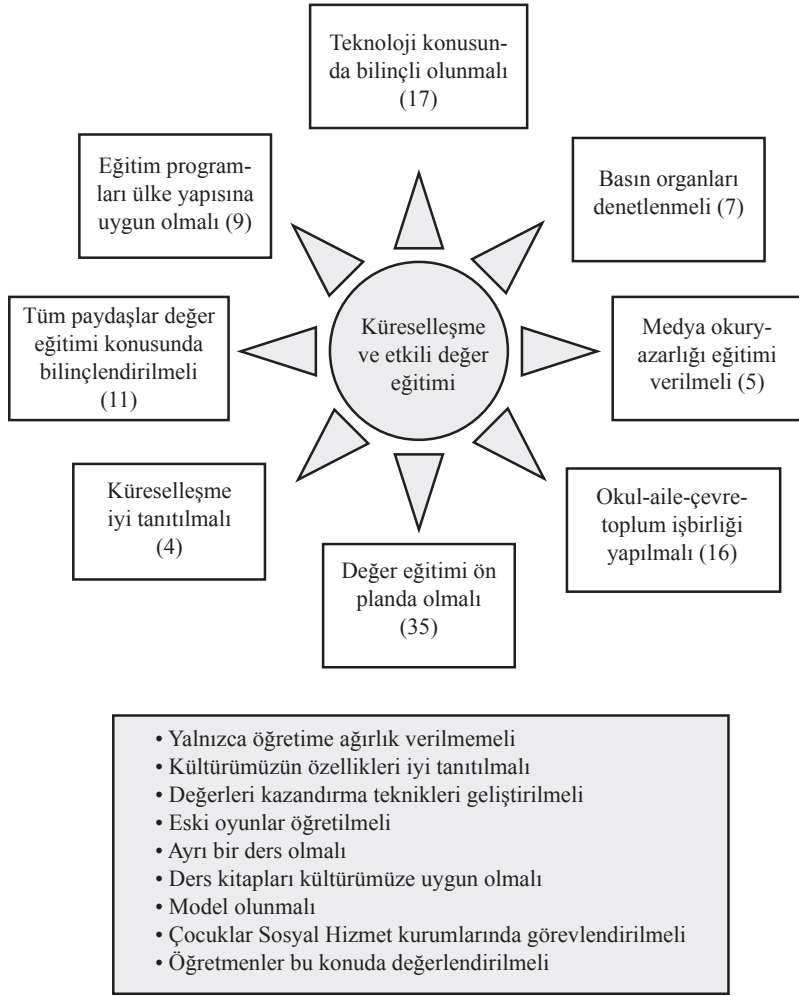 Teknoloji konusun-
da bilinçli olunmalı
(17)
Eğitim program-
ları ülke yapısına
uygun olmalı (9)
Basın organları
denetlenmeli (7)
Tüm paydaşlar değer
eğitimi konusunda
bilinçlendirilmeli
(11)
Küreselleşme
ve etkili değer
eğitimi
Medya okury-
azarlığı eğitimi
verilmeli (5)
Küreselleşme
iyi tanıtılmalı
(4)
Değer eğitimi ön
planda olmalı
(35)
Okul-aile-çevre-
toplum işbirliği
yapılmalı (16)
• Yalnızca öğretime ağırlık verilmemeli
• Kültürümüzün özellikleri iyi tanıtılmalı
• Değerleri kazandırma teknikleri geliştirilmeli
• Eski oyunlar öğretilmeli
• Ayrı bir ders olmalı
• Ders kitapları kültürümüze uygun olmalı
• Model olunmalı
• Çocuklar Sosyal Hizmet kurumlarında görevlendirilmeli
• Öğretmenler bu konuda değerlendirilmeli